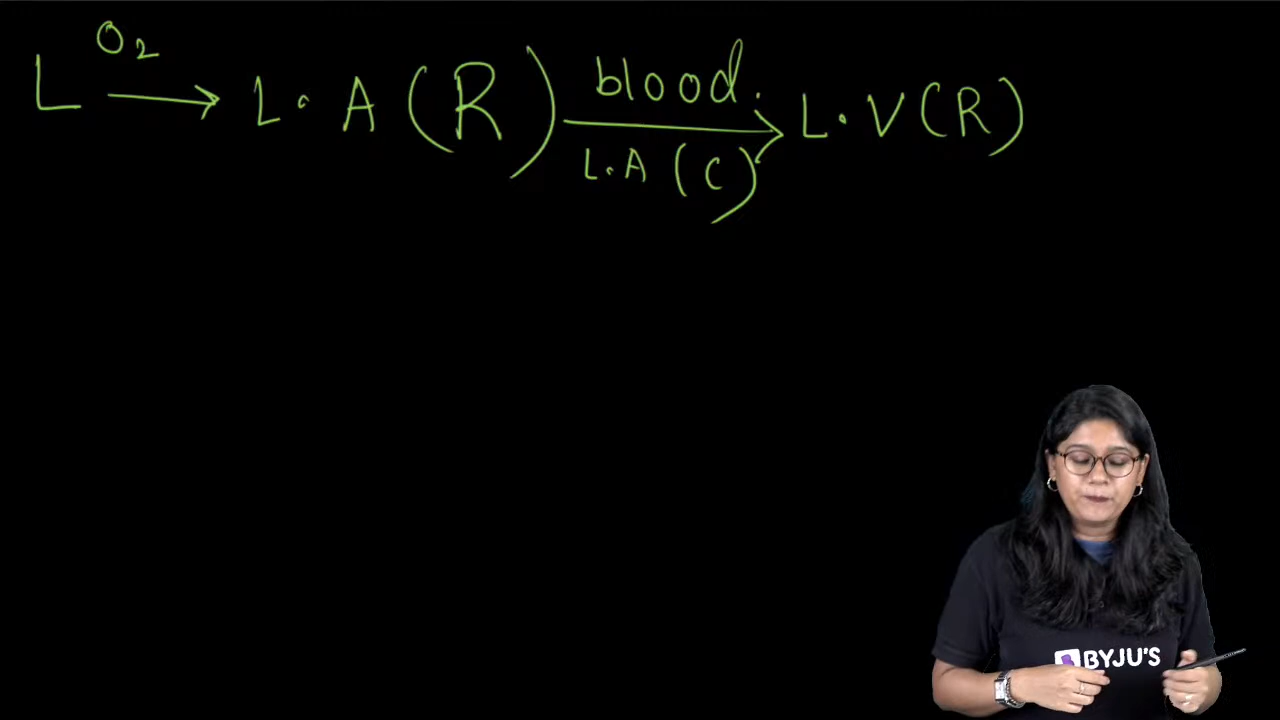 L O₂ → L. A (R) blood. → L. V (R)
L. A (C)
BYJU'S